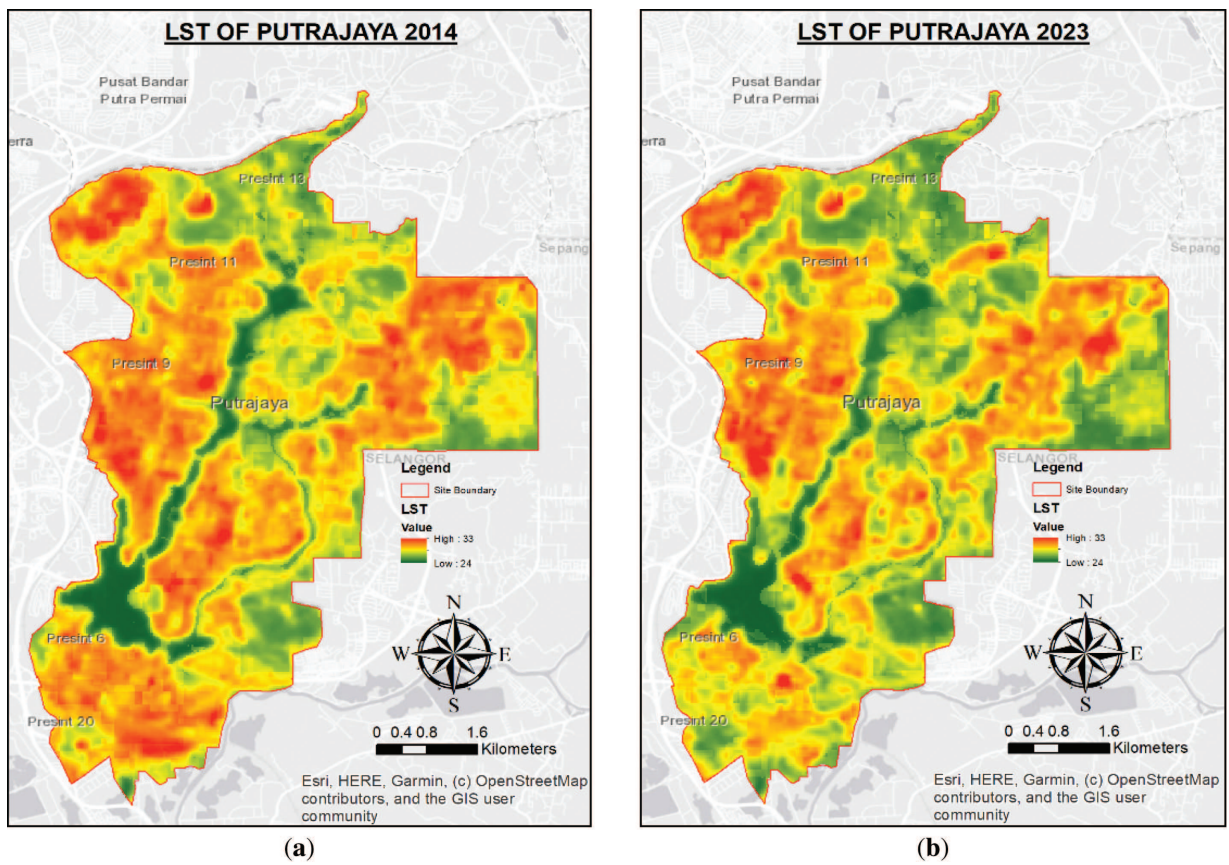 LST OF PUTRAJAYA 2014
Pusat Bandar
Putra Permai
erra
Presint 13
Sepang
Presint 11
Presint 9
Putrajaya
SELANGOR
Legend
Site Boundary
LST
Value
High : 33
Low : 24
Presint 6
Presint 20
N
W
E
S
0 0.4 0.8 1.6
Kilometers
Esri, HERE, Garmin, (c) OpenStreetMap
contributors, and the GIS user
community
(a)
LST OF PUTRAJAYA 2023
Pusat Bandar
Putra Permai
erra
Presint 13
Sepang
Presint 11
Presint 9
Putrajaya
SELANGOR
Legend
Site Boundary
LST
Value
High : 33
Low : 24
Presint 6
Presint 20
N
W
E
S
0 0.4 0.8 1.6
Kilometers
Esri, HERE, Garmin, (c) OpenStreetMap
contributors, and the GIS user
community
(b)